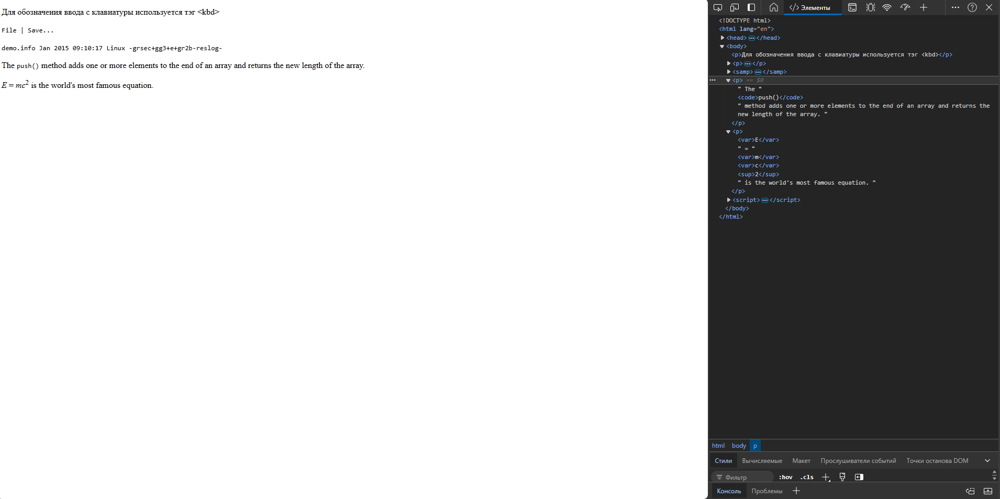 Для обозначения ввода с клавиатуры используется тэг <kbd>
File | Save...
demo.info Jan 2015 09:10:17 Linux -grsec+gg3+e+gr2b-reslog-
The push() method adds one or more elements to the end of an array and returns the new length of the array.
E = mc2 is the world's most famous equation.
Элементы
<!DOCTYPE html>
<html lang="en">
<head> ••• </head>
<body>
<p>Для обозначения ввода с клавиатуры используется тэг <kbd></p>
<p> ••• </p>
<samp> ••• </samp>
••• <p> == $0
" The "
<code>push()</code>
" method adds one or more elements to the end of an array and returns the
new length of the array. "
</p>
<p>
<var>E</var>
" = "
<var>m</var>
<var>c</var>
<sup>2</sup>
" is the world's most famous equation. "
</p>
<script> ••• </script>
</body>
</html>
html body p
Стили Вычисляемые Макет Прослушиватели событий Точки останова DOM
Фильтр :hov .cls
Консоль Проблемы